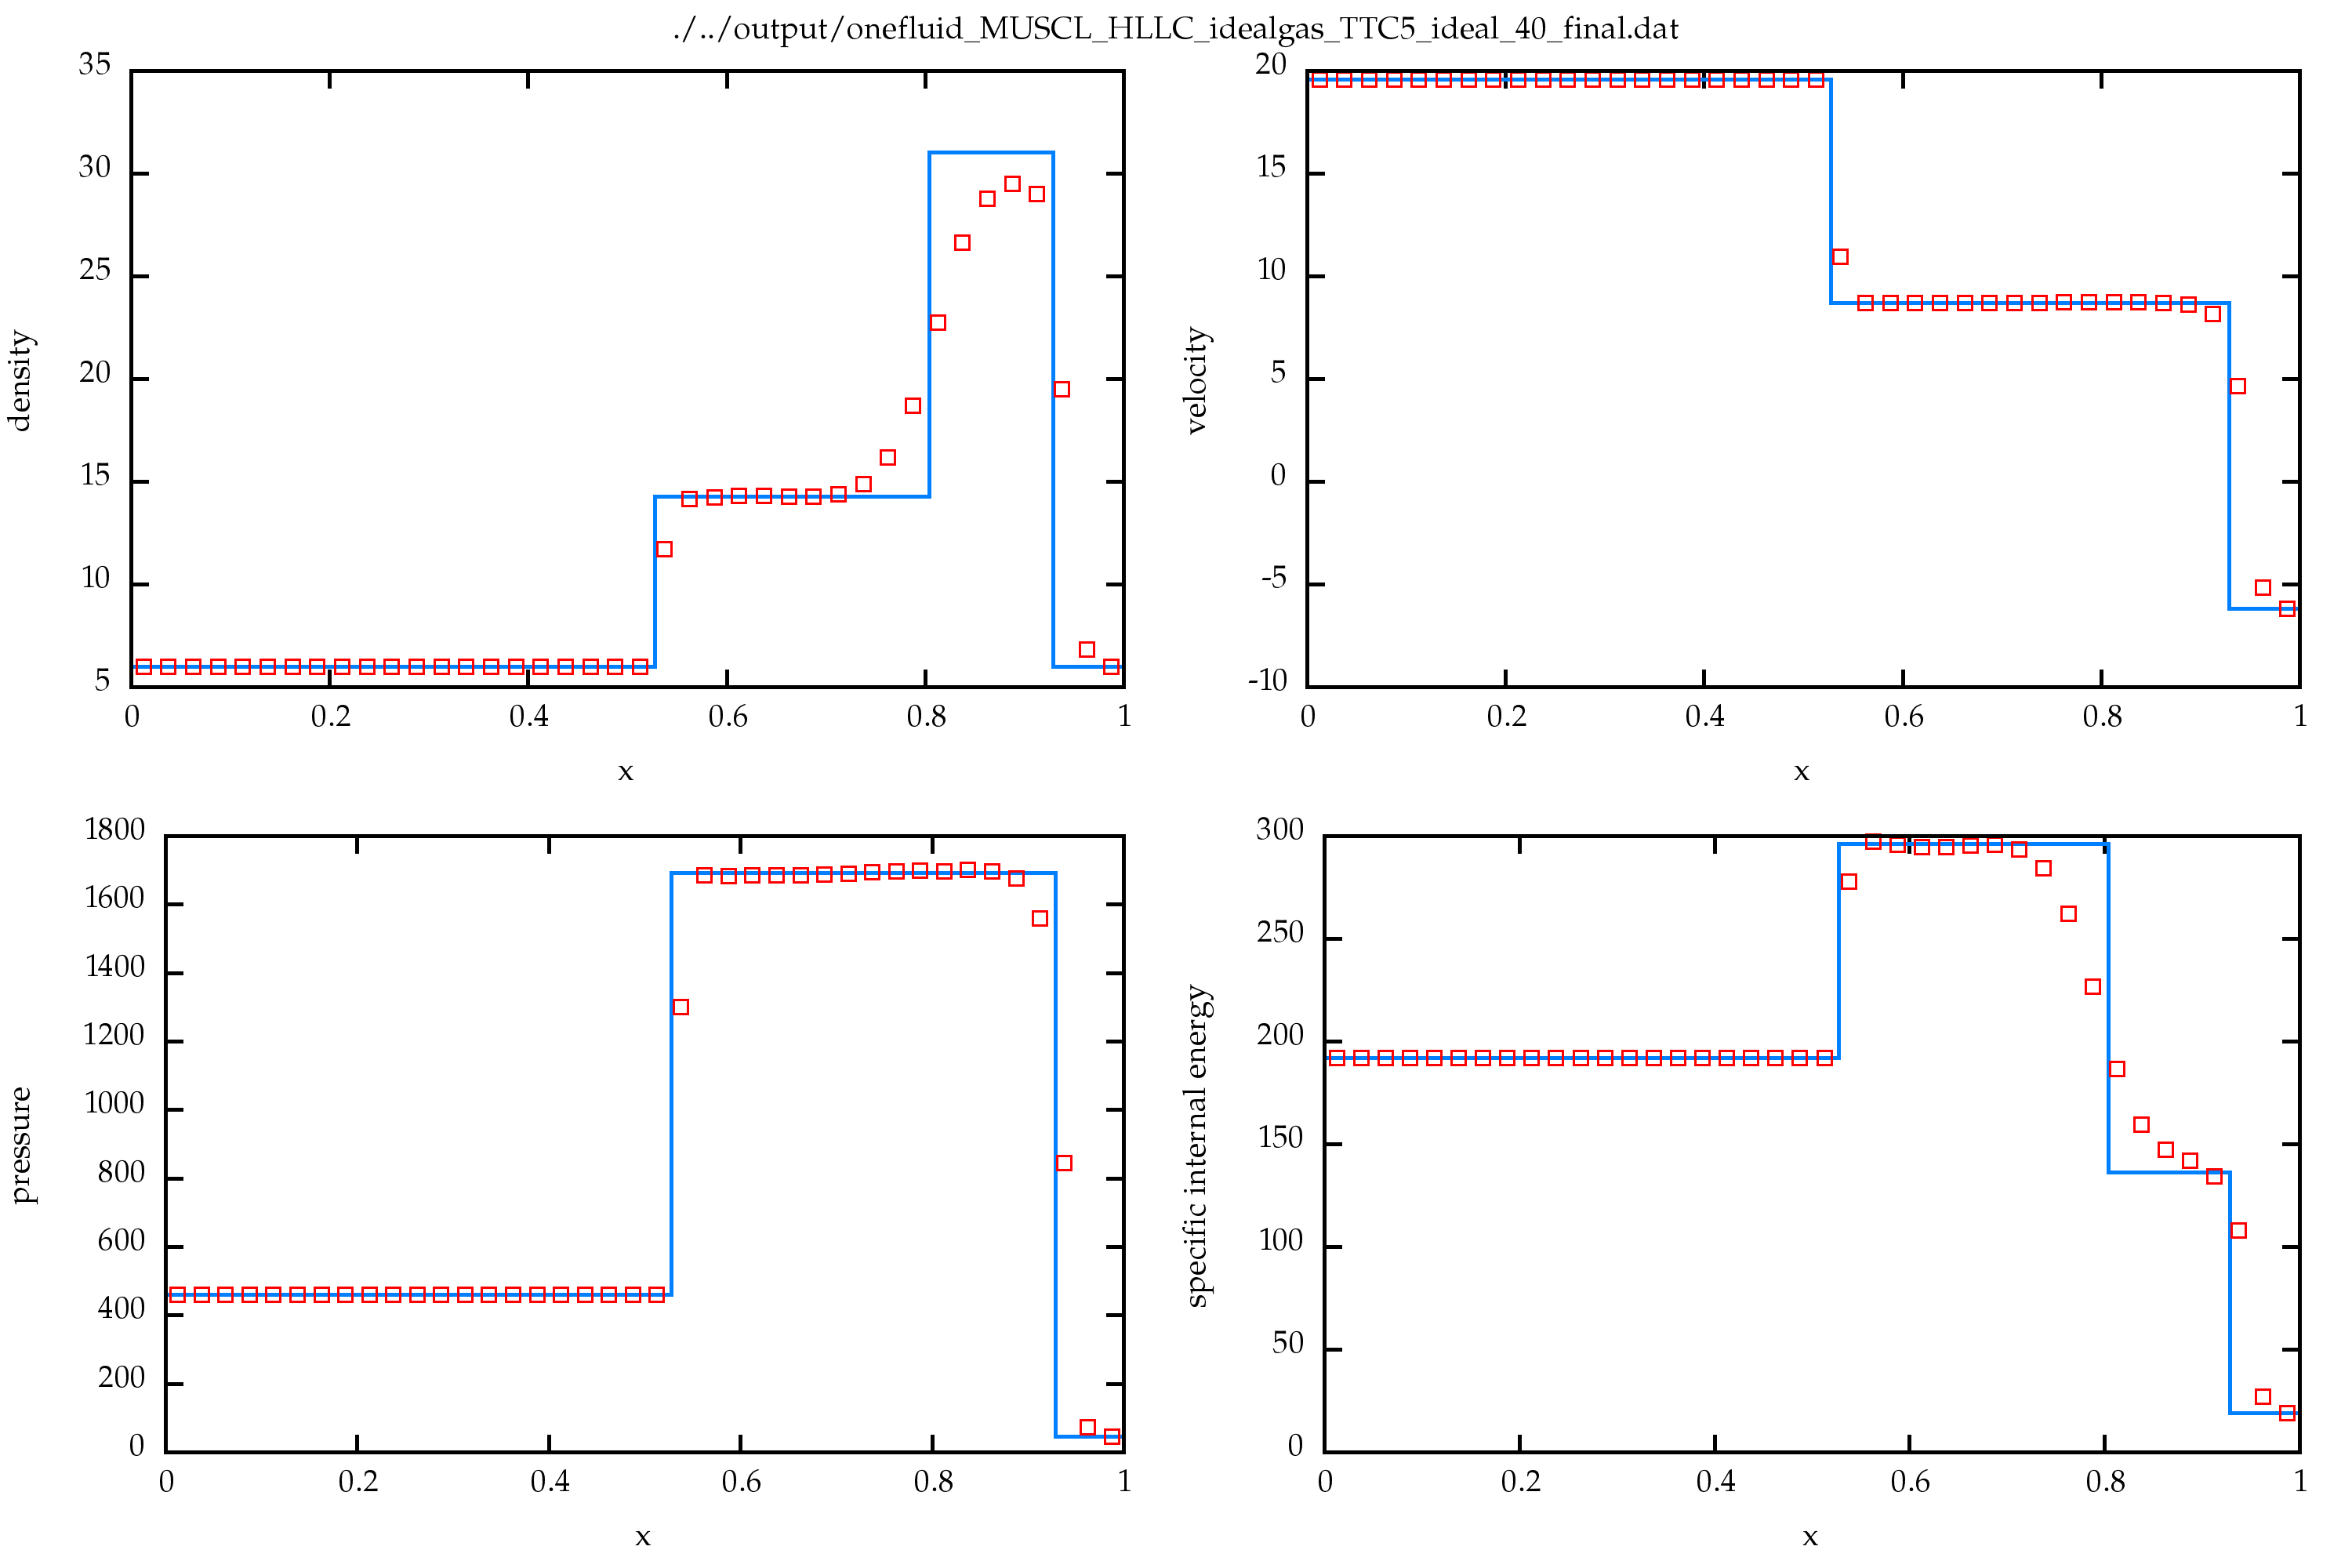 ./../output/onefluid_MUSCL_HLLC_idealgas_TTC5_ideal_40_final.dat
35
30
25
20
15
10
5
density
0 0.2 0.4 0.6 0.8 1
x
20
15
10
5
0
-5
-10
velocity
0 0.2 0.4 0.6 0.8 1
x
1800
1600
1400
1200
1000
800
600
400
200
0
pressure
0 0.2 0.4 0.6 0.8 1
x
300
250
200
150
100
50
0
specific internal energy
0 0.2 0.4 0.6 0.8 1
x